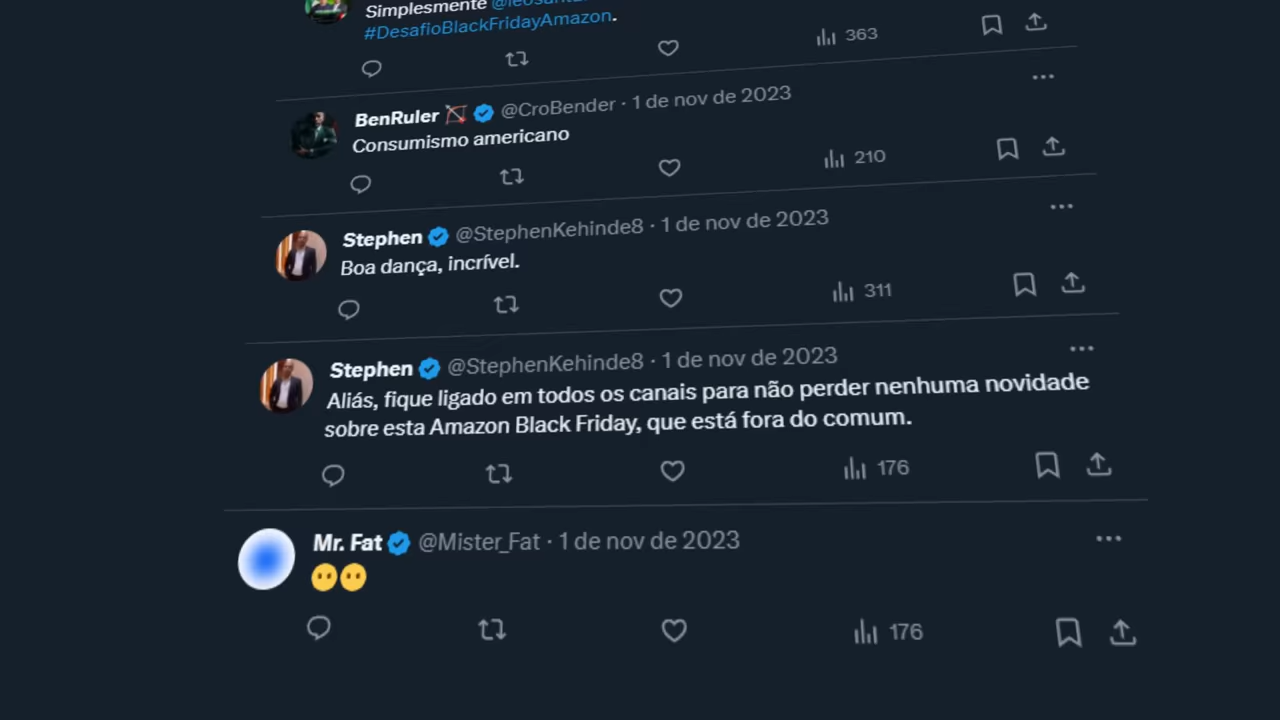 Simplesmente
#DesafioBlackFridayAmazon.
363
BenRuler @CroBender · 1 de nov de 2023
Consumismo americano
210
Stephen @StephenKehinde8 · 1 de nov de 2023
Boa dança, incrível.
311
Stephen @StephenKehinde8 · 1 de nov de 2023
Aliás, fique ligado em todos os canais para não perder nenhuma novidade
sobre esta Amazon Black Friday, que está fora do comum.
176
Mr. Fat @Mister_Fat · 1 de nov de 2023
176